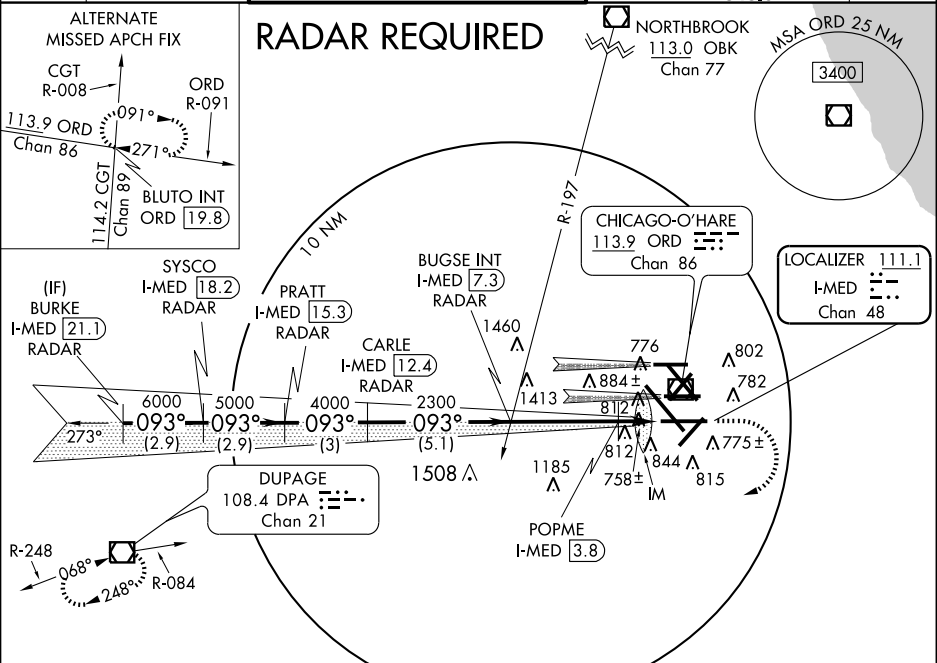 ALTERNATE
MISSED APCH FIX
CGT
R-008
ORD
R-091
091°
113.9 ORD
Chan 86
271°
114.2 CGT
Chan 89
BLUTO INT
ORD 19.8
RADAR REQUIRED
NORTHBROOK
113.0 OBK
Chan 77
MSA ORD 25 NM
3400
R-197
10 NM
CHICAGO-O'HARE
113.9 ORD
Chan 86
LOCALIZER 111.1
I-MED
Chan 48
(IF)
BURKE
I-MED 21.1
RADAR
SYSCO
I-MED 18.2
RADAR
PRATT
I-MED 15.3
RADAR
CARLE
I-MED 12.4
RADAR
BUGSE INT
I-MED 7.3
RADAR
1460
1413
776
802
884±
782
812
6000
5000
4000
2300
273°
093°
093°
093°
093°
(2.9)
(2.9)
(3)
(5.1)
1508
1185
812
758±
844
815
775±
IM
POPME
I-MED 3.8
DUPAGE
108.4 DPA
Chan 21
R-248
068°
248°
R-084